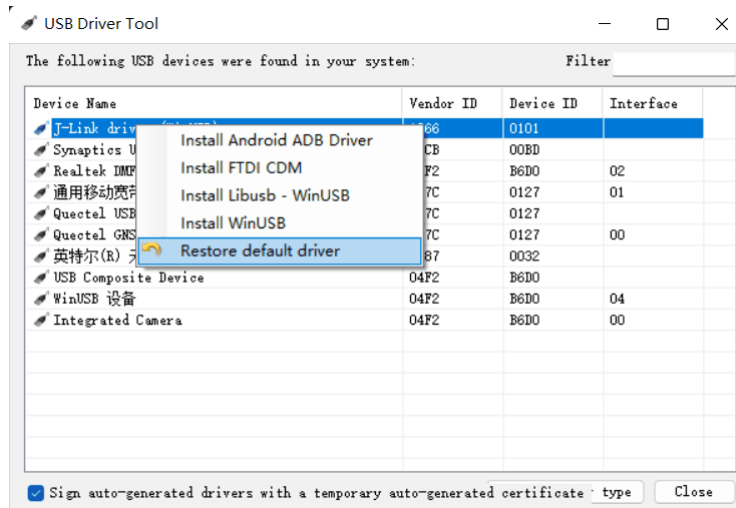 USB Driver Tool
The following USB devices were found in your system: Filter
Device Name Vendor ID Device ID Interface
J-Link 66 0101
Install Android ADB Driver
Synaptics CB 00BD
Install FTDI CDM
Realtek F2 B6D0 02
Install Libusb - WinUSB
通用移动宽 7C 0127 01
Install WinUSB
Quectel USB 7C 0127
Quectel GNS 7C 0127 00
Restore default driver
英特尔(R) 87 0032
USB Composite Device 04F2 B6D0
WinUSB 设备 04F2 B6D0 04
Integrated Camera 04F2 B6D0 00
Sign auto-generated drivers with a temporary auto-generated certificate type Close